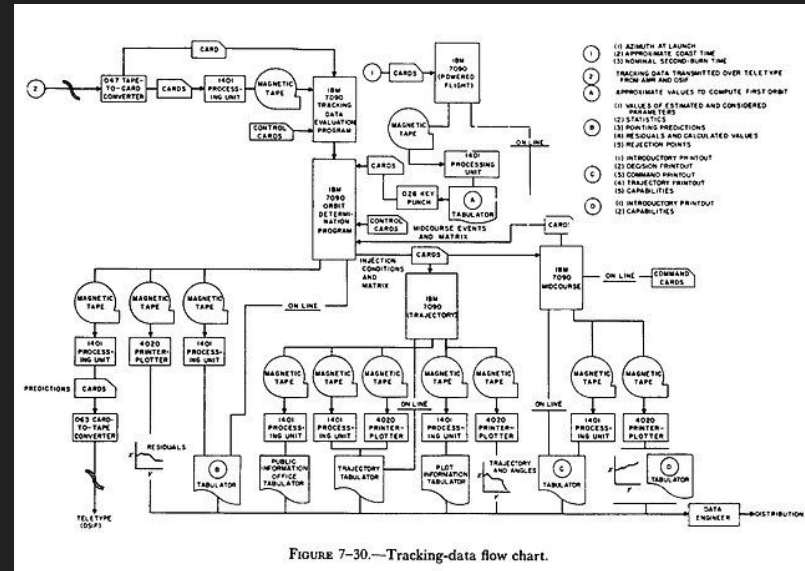 CARD
2
047 TAPE-
TO-CARD
CONVERTER
CARDS
1401
PROCESS-
ING UNIT
MAGNETIC
TAPE
IBM
7090
TRACKING
DATA
EVALUATION
PROGRAM
CONTROL
CARDS
1
CARDS
IBM
7090
(POWERED
FLIGHT)
MAGNETIC
TAPE
ON LINE
1401
PROCESSING
UNIT
CARDS
026 KEY
PUNCH
A
TABULATOR
IBM
7090
ORBIT
DETERMI-
NATION
PROGRAM
CONTROL
CARDS
MIDCOURSE EVENTS
AND MATRIX
CARDS
INJECTION
CONDITIONS
AND
MATRIX
CARDS
IBM
7090
(TRAJECTORY)
IBM
7090
MIDCOURSE
ON LINE
COMMAND
CARDS
1
(1) AZIMUTH AT LAUNCH
(2) APPROXIMATE COAST TIME
(3) NOMINAL SECOND-BURN TIME
2
TRACKING DATA TRANSMITTED OVER TELETYPE
FROM AMR AND DSIF
A
APPROXIMATE VALUES TO COMPUTE FIRST ORBIT
B
(1) VALUES OF ESTIMATED AND CONSIDERED
PARAMETERS
(2) STATISTICS
(3) POINTING PREDICTIONS
(4) RESIDUALS AND CALCULATED VALUES
(5) REJECTION POINTS
C
(1) INTRODUCTORY PRINTOUT
(2) DECISION PRINTOUT
(3) COMMAND PRINTOUT
(4) TRAJECTORY PRINTOUT
(5) CAPABILITIES
D
(1) INTRODUCTORY PRINTOUT
(2) CAPABILITIES
MAGNETIC
TAPE
MAGNETIC
TAPE
MAGNETIC
TAPE
ON LINE
1401
PROCESS-
ING UNIT
4020
PRINTER-
PLOTTER
1401
PROCESS-
ING UNIT
PREDICTIONS
CARDS
063 CARD-
TO-TAPE
CONVERTER
TELETYPE
(DSIF)
RESIDUALS
X
Y
B
TABULATOR
MAGNETIC
TAPE
MAGNETIC
TAPE
MAGNETIC
TAPE
MAGNETIC
TAPE
MAGNETIC
TAPE
ON LINE
1401
PROCESS-
ING UNIT
1401
PROCESS-
ING UNIT
4020
PRINTER-
PLOTTER
1401
PROCESS-
ING UNIT
4020
PRINTER-
PLOTTER
PUBLIC
INFORMATION
OFFICE
TABULATOR
TRAJECTORY
TABULATOR
PLOT
INFORMATION
TABULATOR
TRAJECTORY
AND ANGLES
X
Y
ON LINE
MAGNETIC
TAPE
MAGNETIC
TAPE
1401
PROCESS-
ING UNIT
4020
PRINTER-
PLOTTER
C
TABULATOR
X
Y
D
TABULATOR
DATA
ENGINEER
DISTRIBUTION
FIGURE 7–30.—Tracking-data flow chart.